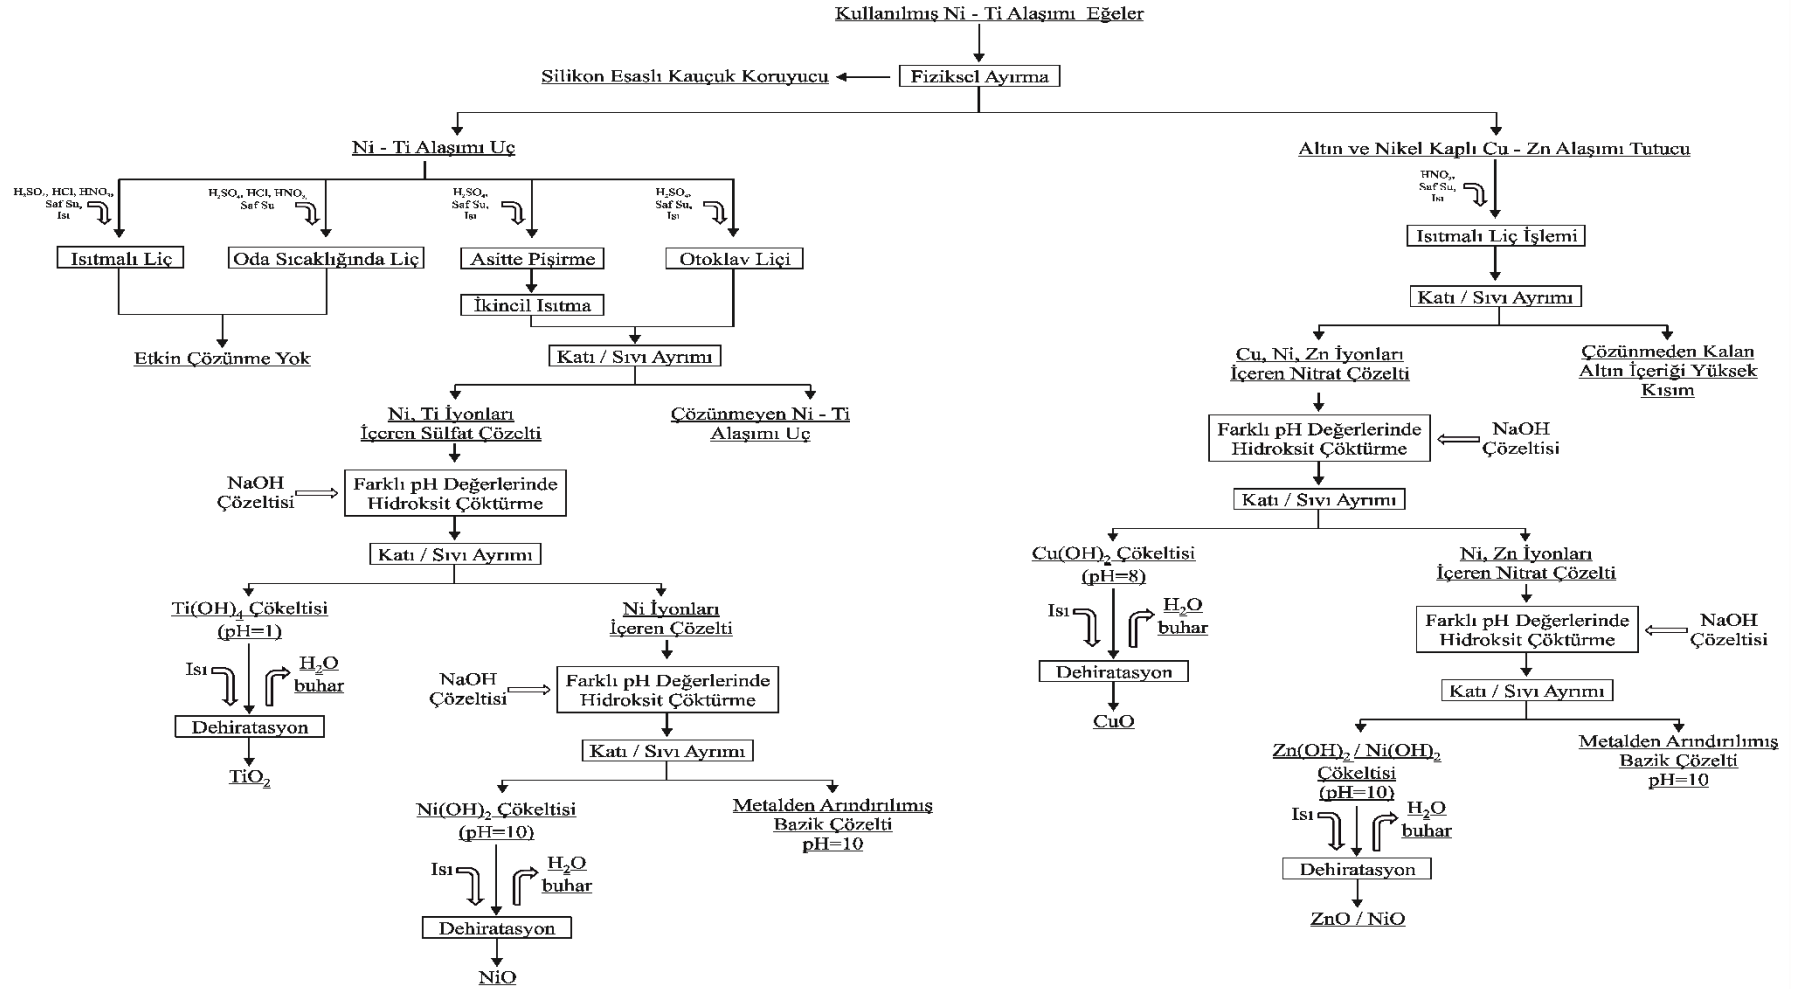 Kullanılmış Ni - Ti Alaşımı Eğeler
Silikon Esaslı Kauçuk Koruyucu
Fiziksel Ayırma
Ni - Ti Alaşımı Uç
Altın ve Nikel Kaplı Cu - Zn Alaşımı Tutucu
H₂SO₄, HCl, HNO₃,
Saf Su,
Isı
H₂SO₄, HCl, HNO₃,
Saf Su
H₂SO₄,
Saf Su,
Isı
H₂SO₄,
Saf Su,
Isı
HNO₃,
Saf Su,
Isı
Isıtmalı Liç
Oda Sıcaklığında Liç
Asitte Pişirme
Otoklav Liçi
Isıtmalı Liç İşlemi
İkincil Isıtma
Katı / Sıvı Ayrımı
Etkin Çözünme Yok
Katı / Sıvı Ayrımı
Cu, Ni, Zn İyonları
İçeren Nitrat Çözelti
Çözünmeden Kalan
Altın İçeriği Yüksek
Kısım
Ni, Ti İyonları
İçeren Sülfat Çözelti
Çözünmeyen Ni - Ti
Alaşımı Uç
Farklı pH Değerlerinde
Hidroksit Çöktürme
NaOH
Çözeltisi
NaOH
Çözeltisi
Farklı pH Değerlerinde
Hidroksit Çöktürme
Katı / Sıvı Ayrımı
Katı / Sıvı Ayrımı
Cu(OH)₂ Çökeltisi
(pH=8)
Ni, Zn İyonları
İçeren Nitrat Çözelti
Ti(OH)₄ Çökeltisi
(pH=1)
Ni İyonları
İçeren Çözelti
Isı
H₂O
buhar
Farklı pH Değerlerinde
Hidroksit Çöktürme
NaOH
Çözeltisi
Isı
H₂O
buhar
NaOH
Çözeltisi
Farklı pH Değerlerinde
Hidroksit Çöktürme
Dehiratasyon
Katı / Sıvı Ayrımı
Dehiratasyon
CuO
Katı / Sıvı Ayrımı
Zn(OH)₂ / Ni(OH)₂
Çökeltisi
(pH=10)
Metalden Arındırılımış
Bazik Çözelti
pH=10
TiO₂
Ni(OH)₂ Çökeltisi
(pH=10)
Metalden Arındırılımış
Bazik Çözelti
pH=10
Isı
H₂O
buhar
Isı
H₂O
buhar
Dehiratasyon
Dehiratasyon
ZnO / NiO
NiO